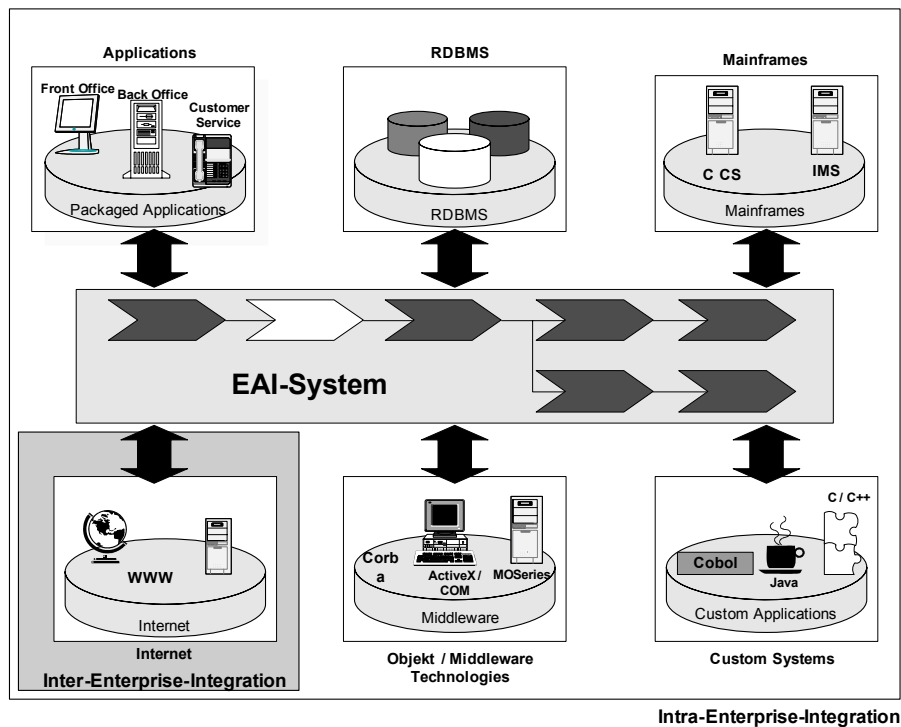 Applications
RDBMS
Mainframes
Front Office
Back Office
Customer
Service
Packaged Applications
RDBMS
C CS
IMS
Mainframes
EAI-System
WWW
Internet
Internet
Inter-Enterprise-Integration
Corb
a
ActiveX /
COM
MOSeries
Middleware
Objekt / Middleware
Technologies
C / C++
Cobol
Java
Custom Applications
Custom Systems
Intra-Enterprise-Integration